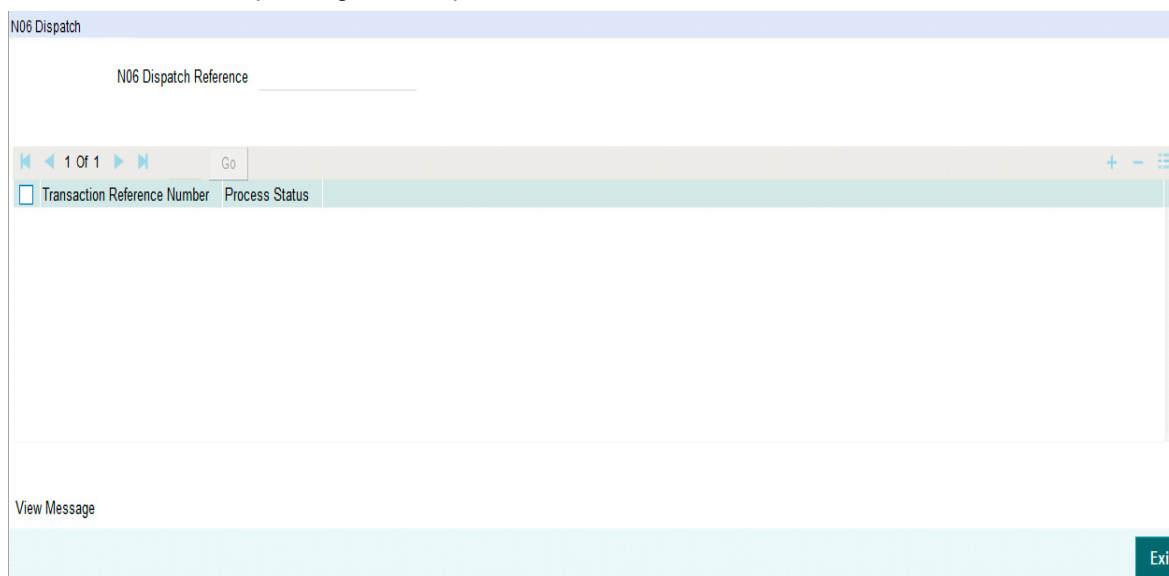 N06 Dispatch
N06 Dispatch Reference
1 Of 1 Go
Transaction Reference Number Process Status
View Message